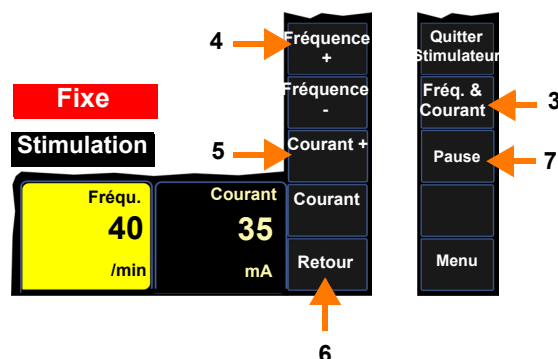 4
Fréquence
+
Quitter
Stimulateur
Fixe
Fréquence
-
Fréq. &
Courant
3
Stimulation
5
Courant +
Pause
7
Fréqu.
40
/min
Courant
35
mA
Courant
Retour
Menu
6